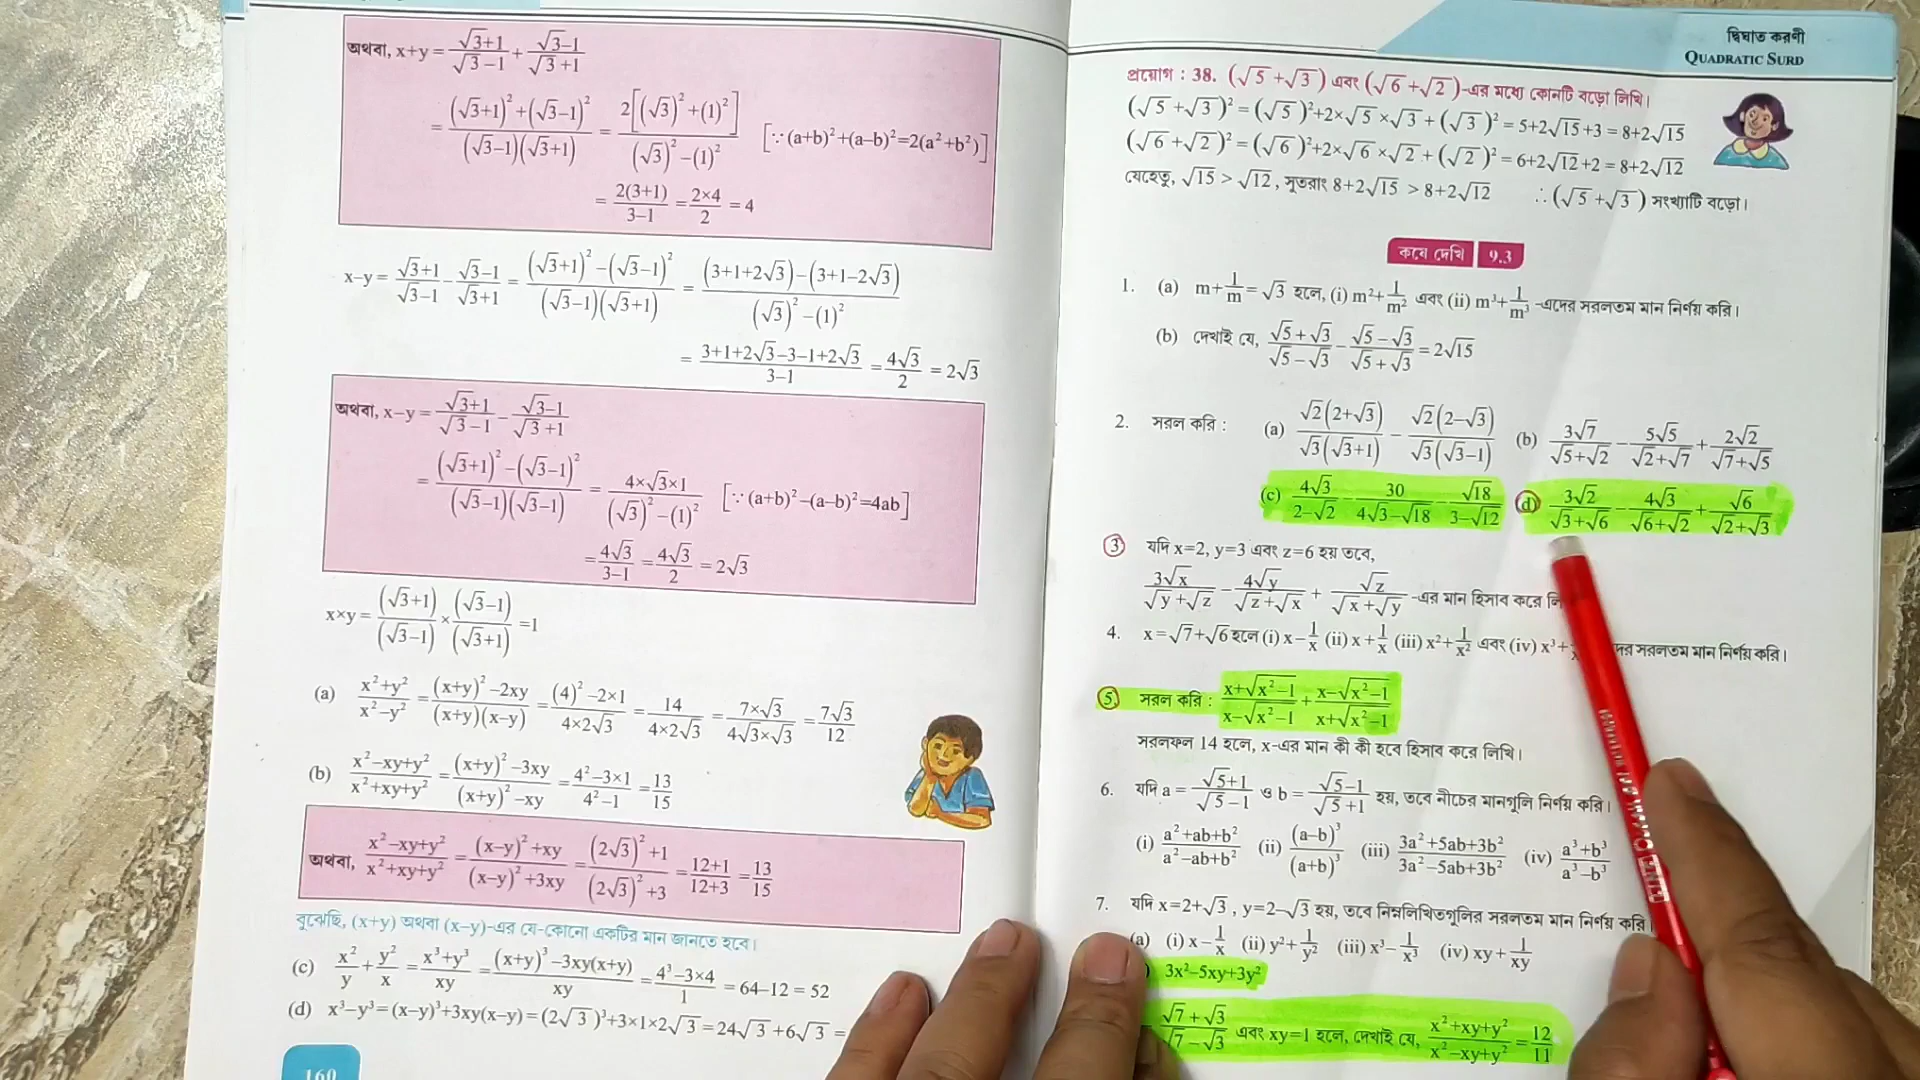 অথবা, x+y = (√3+1)/(√3–1) + (√3–1)/(√3+1)
= ((√3+1)²+(√3–1)²)/((√3–1)(√3+1)) = 2[(√3)²+(1)²]/((√3)²–(1)²) [∵(a+b)²+(a–b)²=2(a²+b²)]
= 2(3+1)/(3–1) = (2×4)/2 = 4
x–y = (√3+1)/(√3–1) - (√3–1)/(√3+1) = ((√3+1)²–(√3–1)²)/((√3–1)(√3+1)) = ((3+1+2√3)–(3+1–2√3))/((√3)²–(1)²)
= (3+1+2√3–3–1+2√3)/(3–1) = 4√3/2 = 2√3
অথবা, x–y = (√3+1)/(√3–1) – (√3–1)/(√3+1)
= ((√3+1)²–(√3–1)²)/((√3–1)(√3–1)) = (4×√3×1)/((√3)²–(1)²) [∵(a+b)²–(a–b)²=4ab]
= 4√3/(3–1) = 4√3/2 = 2√3
x×y = (√3+1)/(√3–1) × (√3–1)/(√3+1) =1
(a) (x²+y²)/(x²–y²) = ((x+y)²–2xy)/((x+y)(x–y)) = ((4)²–2×1)/(4×2√3) = 14/(4×2√3) = (7×√3)/(4√3×√3) = 7√3/12
(b) (x²–xy+y²)/(x²+xy+y²) = ((x+y)²–3xy)/((x+y)²–xy) = (4²–3×1)/(4²–1) = 13/15
অথবা, (x²–xy+y²)/(x²+xy+y²) = ((x–y)²+xy)/((x–y)²+3xy) = ((2√3)²+1)/((2√3)²+3) = (12+1)/(12+3) = 13/15
বুঝেছি, (x+y) অথবা (x–y)-এর যে-কোনো একটির মান জানতে হবে।
(c) x²/y + y²/x = (x³+y³)/xy = ((x+y)³–3xy(x+y))/xy = (4³–3×4)/1 = 64–12 = 52
(d) x³–y³=(x–y)³+3xy(x–y)=(2√3)³+3×1×2√3=24√3+6√3 =
160
দ্বিঘাত করণী
QUADRATIC SURD
প্রয়োগ : 38. (√5+√3) এবং (√6+√2)-এর মধ্যে কোনটি বড়ো লিখি।
(√5+√3)² = (√5)²+2×√5×√3+(√3)² = 5+2√15+3 = 8+2√15
(√6+√2)² = (√6)²+2×√6×√2+(√2)² = 6+2√12+2 = 8+2√12
যেহেতু, √15 > √12, সুতরাং 8+2√15 > 8+2√12 ∴(√5+√3) সংখ্যাটি বড়ো।
কষে দেখি 9.3
1. (a) m+1/m = √3 হলে, (i) m²+1/m² এবং (ii) m³+1/m³ -এদের সরলতম মান নির্ণয় করি।
(b) দেখাই যে, (√5+√3)/(√5–√3) – (√5–√3)/(√5+√3) = 2√15
2. সরল করি : (a) √2(2+√3)/√3(√3+1) – √2(2–√3)/√3(√3–1) (b) 3√7/(√5+√2) – 5√5/(√2+√7) + 2√2/(√7+√5)
(c) 4√3/(2–√2) – 30/(4√3–√18) – √18/(3–√12) (d) 3√2/(√3+√6) – 4√3/(√6+√2) + √6/(√2+√3)
3. যদি x=2, y=3 এবং z=6 হয় তবে,
3√x/(√y+√z) – 4√y/(√z+√x) + √z/(√x+√y) -এর মান হিসাব করে
4. x=√7+√6 হলে (i) x–1/x (ii) x+1/x (iii) x²+1/x² এবং (iv) x³+ সরলতম মান নির্ণয় করি।
5. সরল করি : (x+√x²–1)/(x–√x²–1) + (x–√x²–1)/(x+√x²–1)
সরলফল 14 হলে, x-এর মান কী কী হবে হিসাব করে লিখি।
6. যদি a = (√5+1)/(√5–1) ও b = (√5–1)/(√5+1) হয়, তবে নীচের মানগুলি নির্ণয় করি।
(i) (a²+ab+b²)/(a²–ab+b²) (ii) (a–b)³/(a+b)³ (iii) (3a²+5ab+3b²)/(3a²–5ab+3b²) (iv) (a³+b³)/(a³–b³)
7. যদি x=2+√3, y=2–√3 হয়, তবে নিম্নলিখিতগুলির সরলতম মান নির্ণয় করি
(a) (i) x–1/x (ii) y²+1/y² (iii) x³–1/x³ (iv) xy+1/xy
3x²–5xy+3y²
(√7+√3)/(√7–√3) এবং xy=1 হলে, দেখাই যে, (x²+xy+y²)/(x²–xy+y²) = 12/11